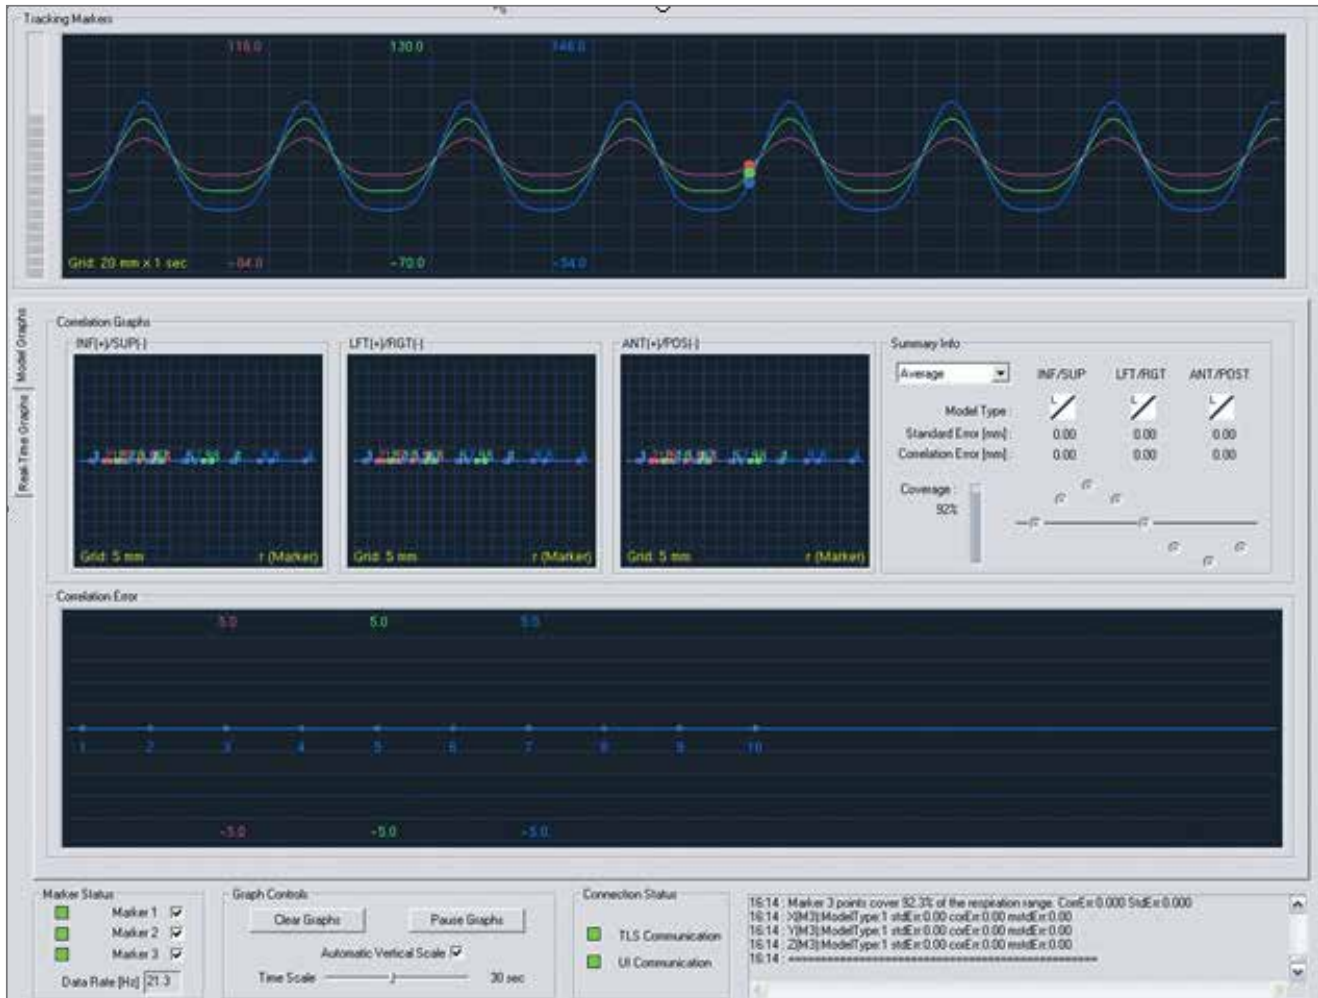 Tracking Markers
116.0 130.0 146.0
Grid: 20 mm x 1 sec -84.0 -70.0 -54.0
Model Graphs
Real-Time Graphs
Correlation Graphs
INF(+)/SUP(-) LFT(+)/RGT(-) ANT(+)/POS(-) Summary Info
Average INF/SUP LFT/RGT ANT/POST
L L L
Model Type :
Standard Error [mm] : 0.00 0.00 0.00
Correlation Error [mm] : 0.00 0.00 0.00
Coverage :
92%
Grid: 5 mm r (Marker) Grid: 5 mm r (Marker) Grid: 5 mm r (Marker)
Correlation Error
5.0 5.0 5.0
1 2 3 4 5 6 7 8 9 10
-5.0 -5.0 -5.0
Marker Status Graph Controls Connection Status
Marker 1
Marker 2
Marker 3
Data Rate [Hz] 21.3
Clear Graphs Pause Graphs
Automatic Vertical Scale
Time Scale 30 sec
TLS Communication
UI Communication
16:14 : Marker 3 points cover 92.3% of the respiration range. CorrErr:0.000 StdErr:0.000
16:14 : X(M3):ModelType:1 stdErr:0.00 corErr:0.00 mstdErr:0.00
16:14 : Y(M3):ModelType:1 stdErr:0.00 corErr:0.00 mstdErr:0.00
16:14 : Z(M3):ModelType:1 stdErr:0.00 corErr:0.00 mstdErr:0.00
16:14 : ==============================================